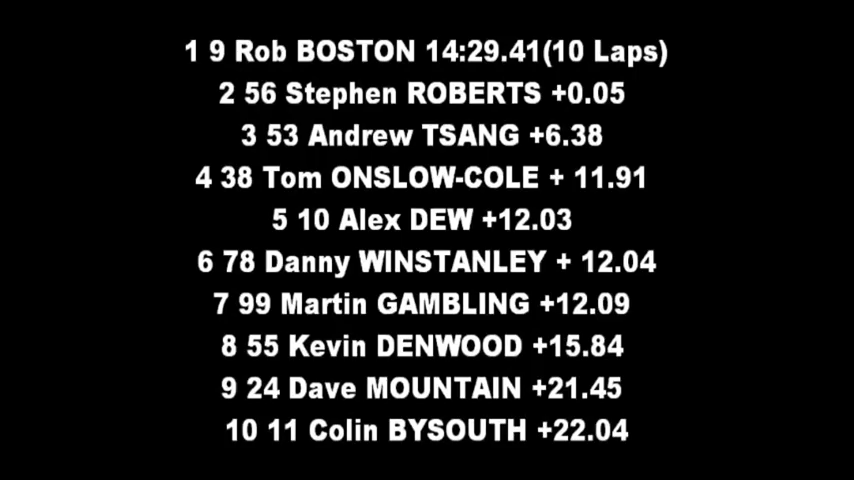 1 9 Rob BOSTON 14:29.41(10 Laps)
2 56 Stephen ROBERTS +0.05
3 53 Andrew TSANG +6.38
4 38 Tom ONSLOW-COLE + 11.91
5 10 Alex DEW +12.03
6 78 Danny WINSTANLEY + 12.04
7 99 Martin GAMBLING +12.09
8 55 Kevin DENWOOD +15.84
9 24 Dave MOUNTAIN +21.45
10 11 Colin BYSOUTH +22.04